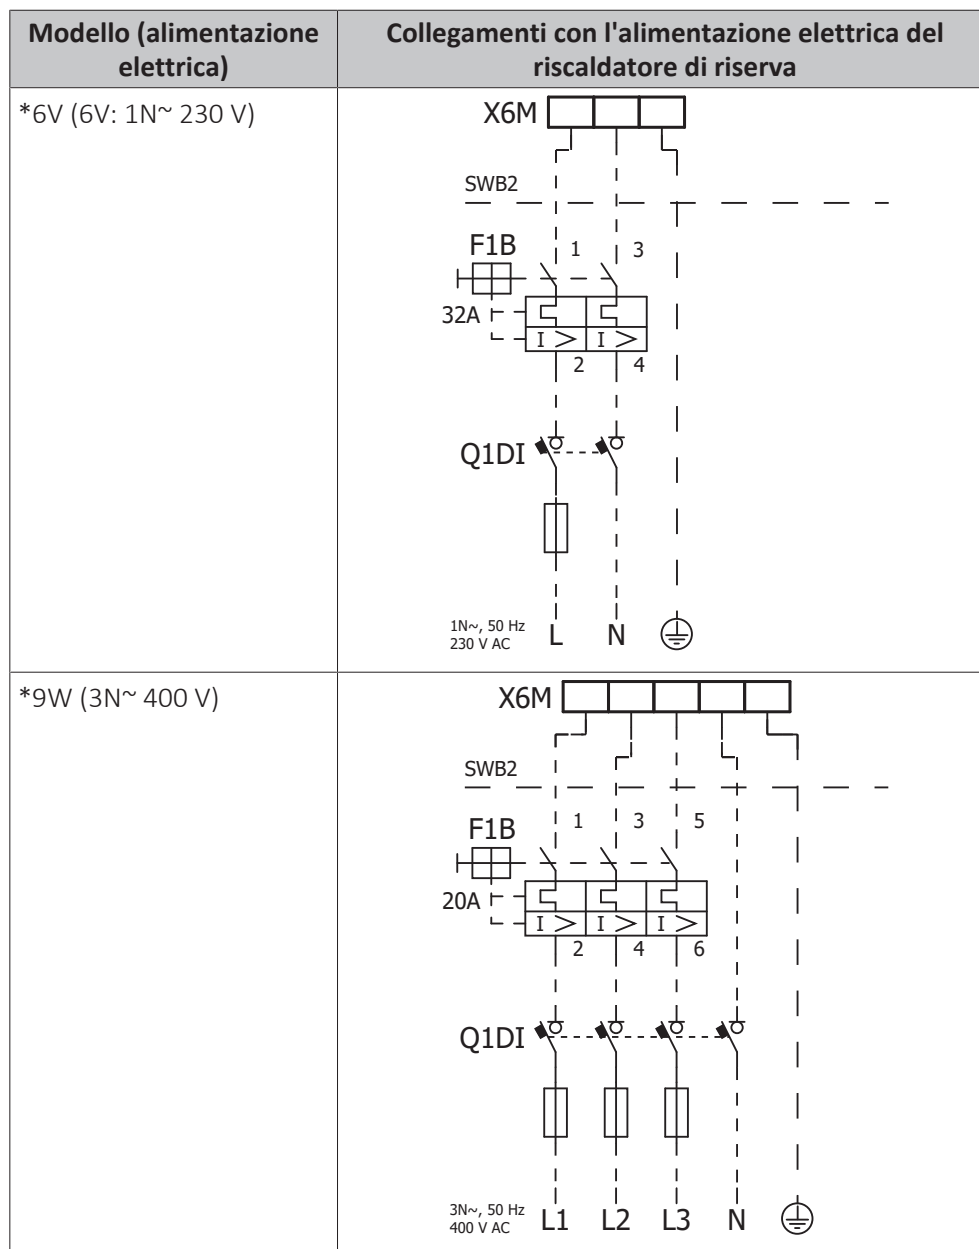 Modello (alimentazione elettrica)
Collegamenti con l'alimentazione elettrica del riscaldatore di riserva
*6V (6V: 1N~ 230 V)
X6M
SWB2
F1B
1
3
32A
I >
I >
2
4
Q1DI
1N~, 50 Hz
230 V AC
L
N
*9W (3N~ 400 V)
X6M
SWB2
F1B
1
3
5
20A
I >
I >
I >
2
4
6
Q1DI
3N~, 50 Hz
400 V AC
L1
L2
L3
N